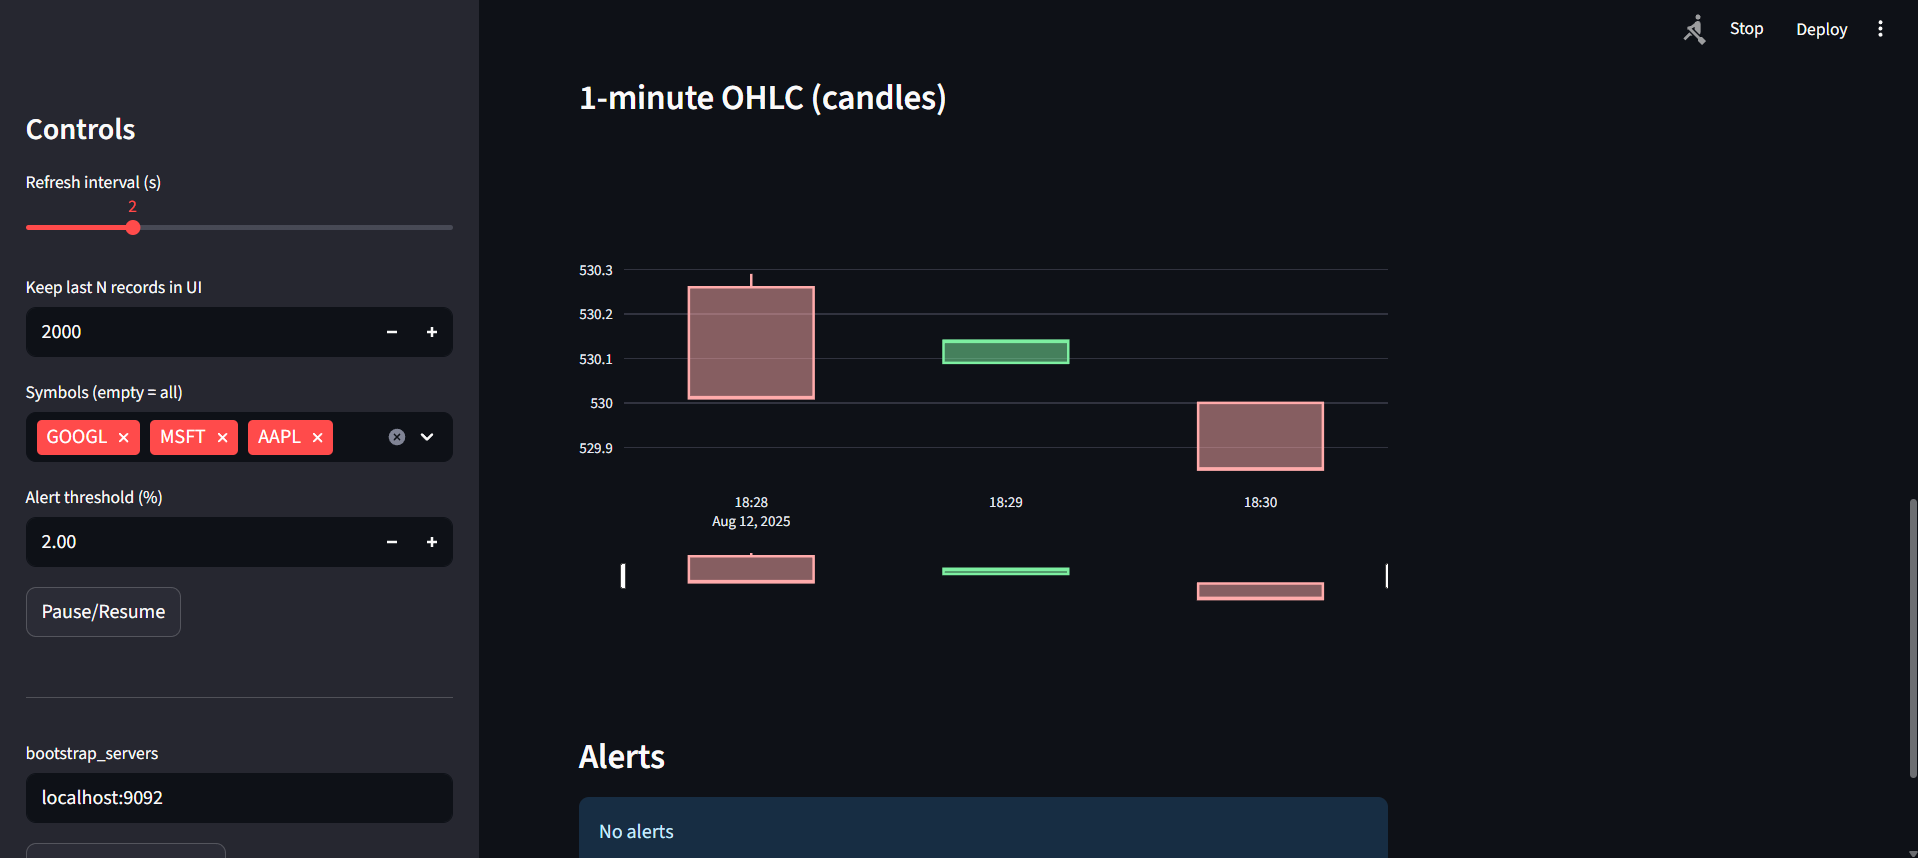 Stop
Deploy
Controls
Refresh interval (s)
2
Keep last N records in UI
2000
Symbols (empty = all)
GOOGL
MSFT
AAPL
Alert threshold (%)
2.00
Pause/Resume
bootstrap_servers
localhost:9092
1-minute OHLC (candles)
530.3
530.2
530.1
530
529.9
18:28
18:29
18:30
Aug 12, 2025
Alerts
No alerts